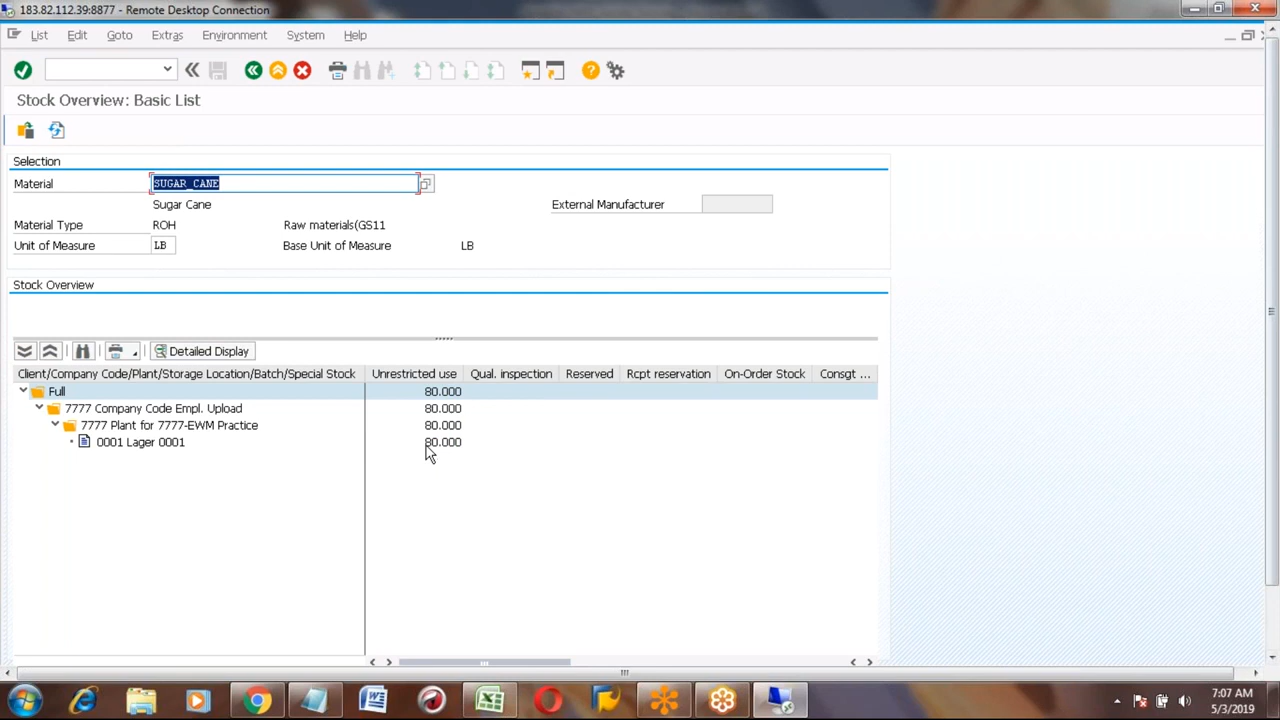 183.82.112.39:8877 - Remote Desktop Connection
List Edit Goto Extras Environment System Help
Stock Overview: Basic List
Selection
Material SUGAR_CANE
Sugar Cane External Manufacturer
Material Type ROH Raw materials(GS11
Unit of Measure LB Base Unit of Measure LB
Stock Overview
Detailed Display
Client/Company Code/Plant/Storage Location/Batch/Special Stock Unrestricted use Qual. inspection Reserved Rcpt reservation On-Order Stock Consgt ...
Full 80.000
7777 Company Code Empl. Upload 80.000
7777 Plant for 7777-EWM Practice 80.000
0001 Lager 0001 80.000
7:07 AM
5/3/2019